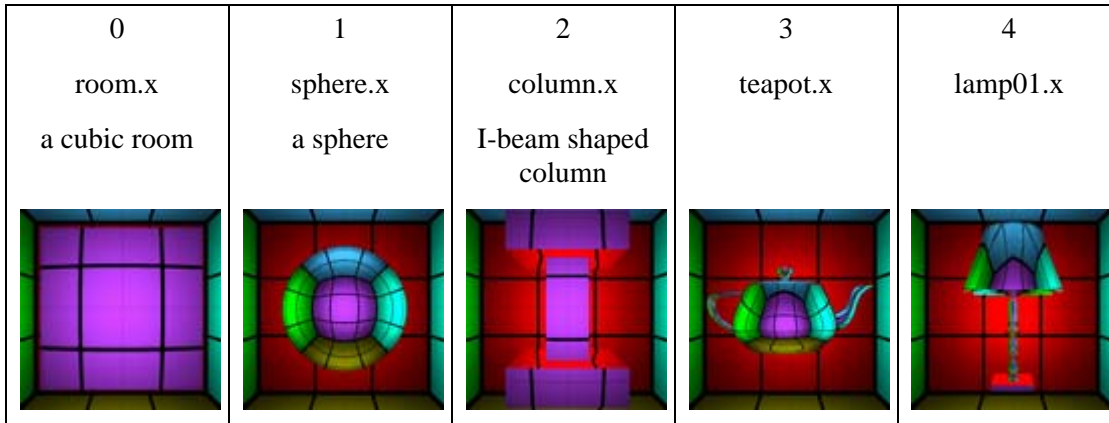 0
room.x
a cubic room
1
sphere.x
a sphere
2
column.x
I-beam shaped
column
3
teapot.x
4
lamp01.x